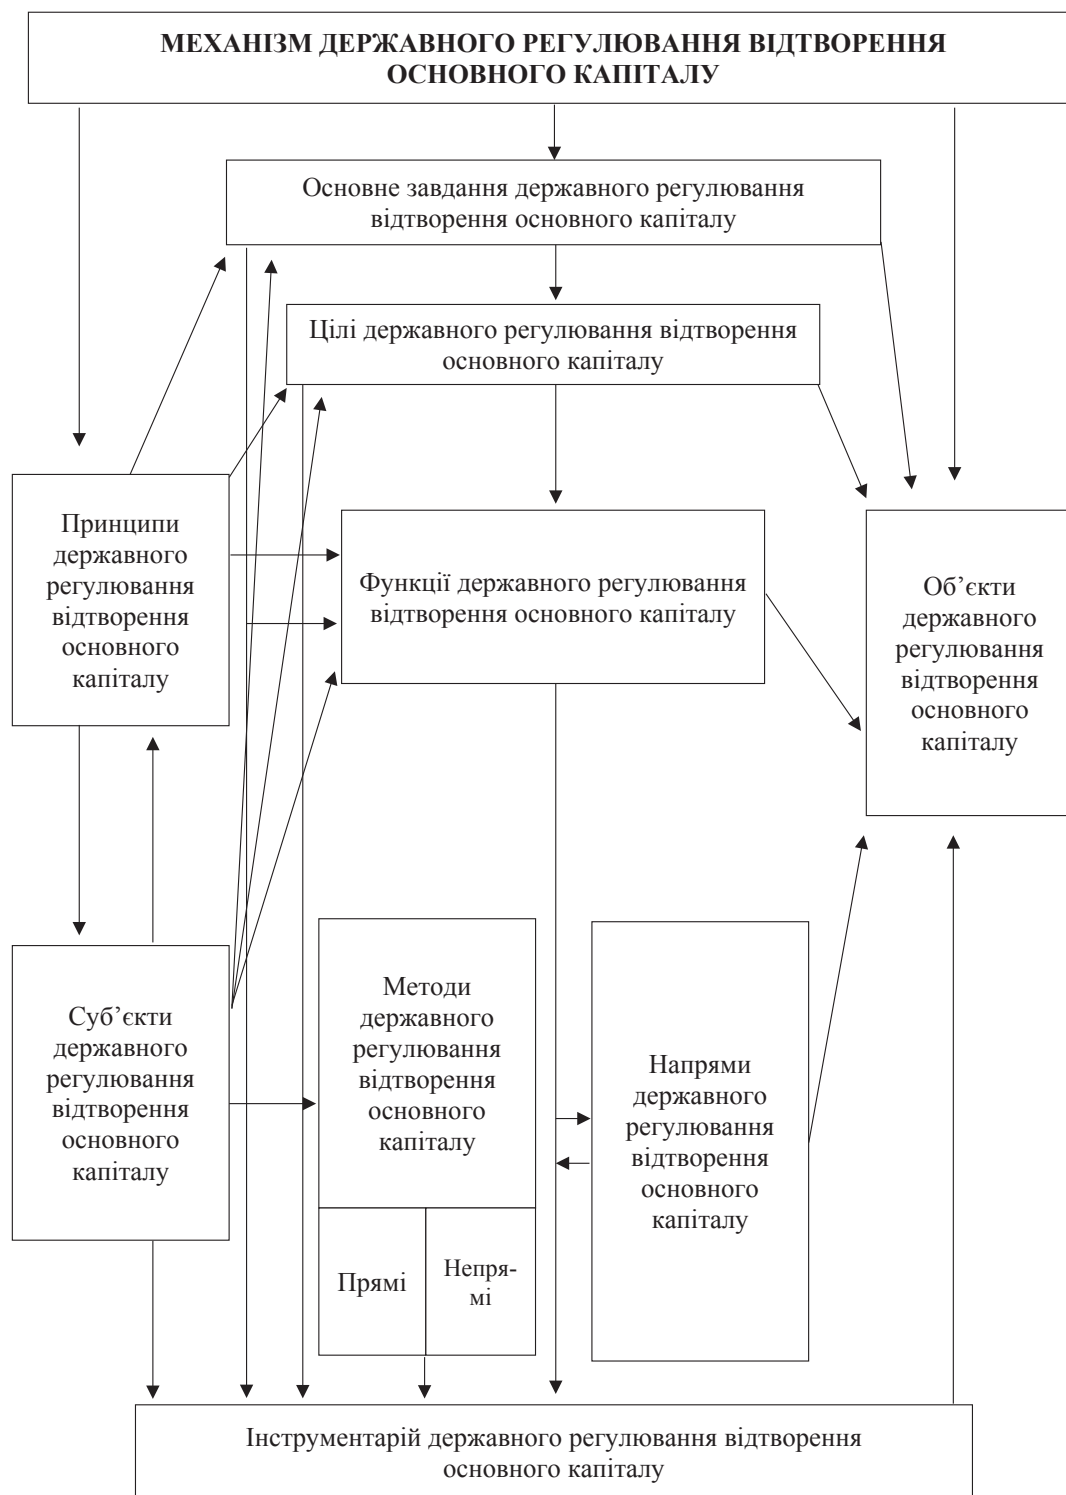 МЕХАНІЗМ ДЕРЖАВНОГО РЕГУЛЮВАННЯ ВІДТВОРЕННЯ
ОСНОВНОГО КАПІТАЛУ
Основне завдання державного регулювання
відтворення основного капіталу
Цілі державного регулювання відтворення
основного капіталу
Принципи
державного
регулювання
відтворення
основного
капіталу
Функції державного регулювання
відтворення основного капіталу
Об’єкти
державного
регулювання
відтворення
основного
капіталу
Суб’єкти
державного
регулювання
відтворення
основного
капіталу
Методи
державного
регулювання
відтворення
основного
капіталу
Прямі
Непря-
мі
Напрями
державного
регулювання
відтворення
основного
капіталу
Інструментарій державного регулювання відтворення
основного капіталу